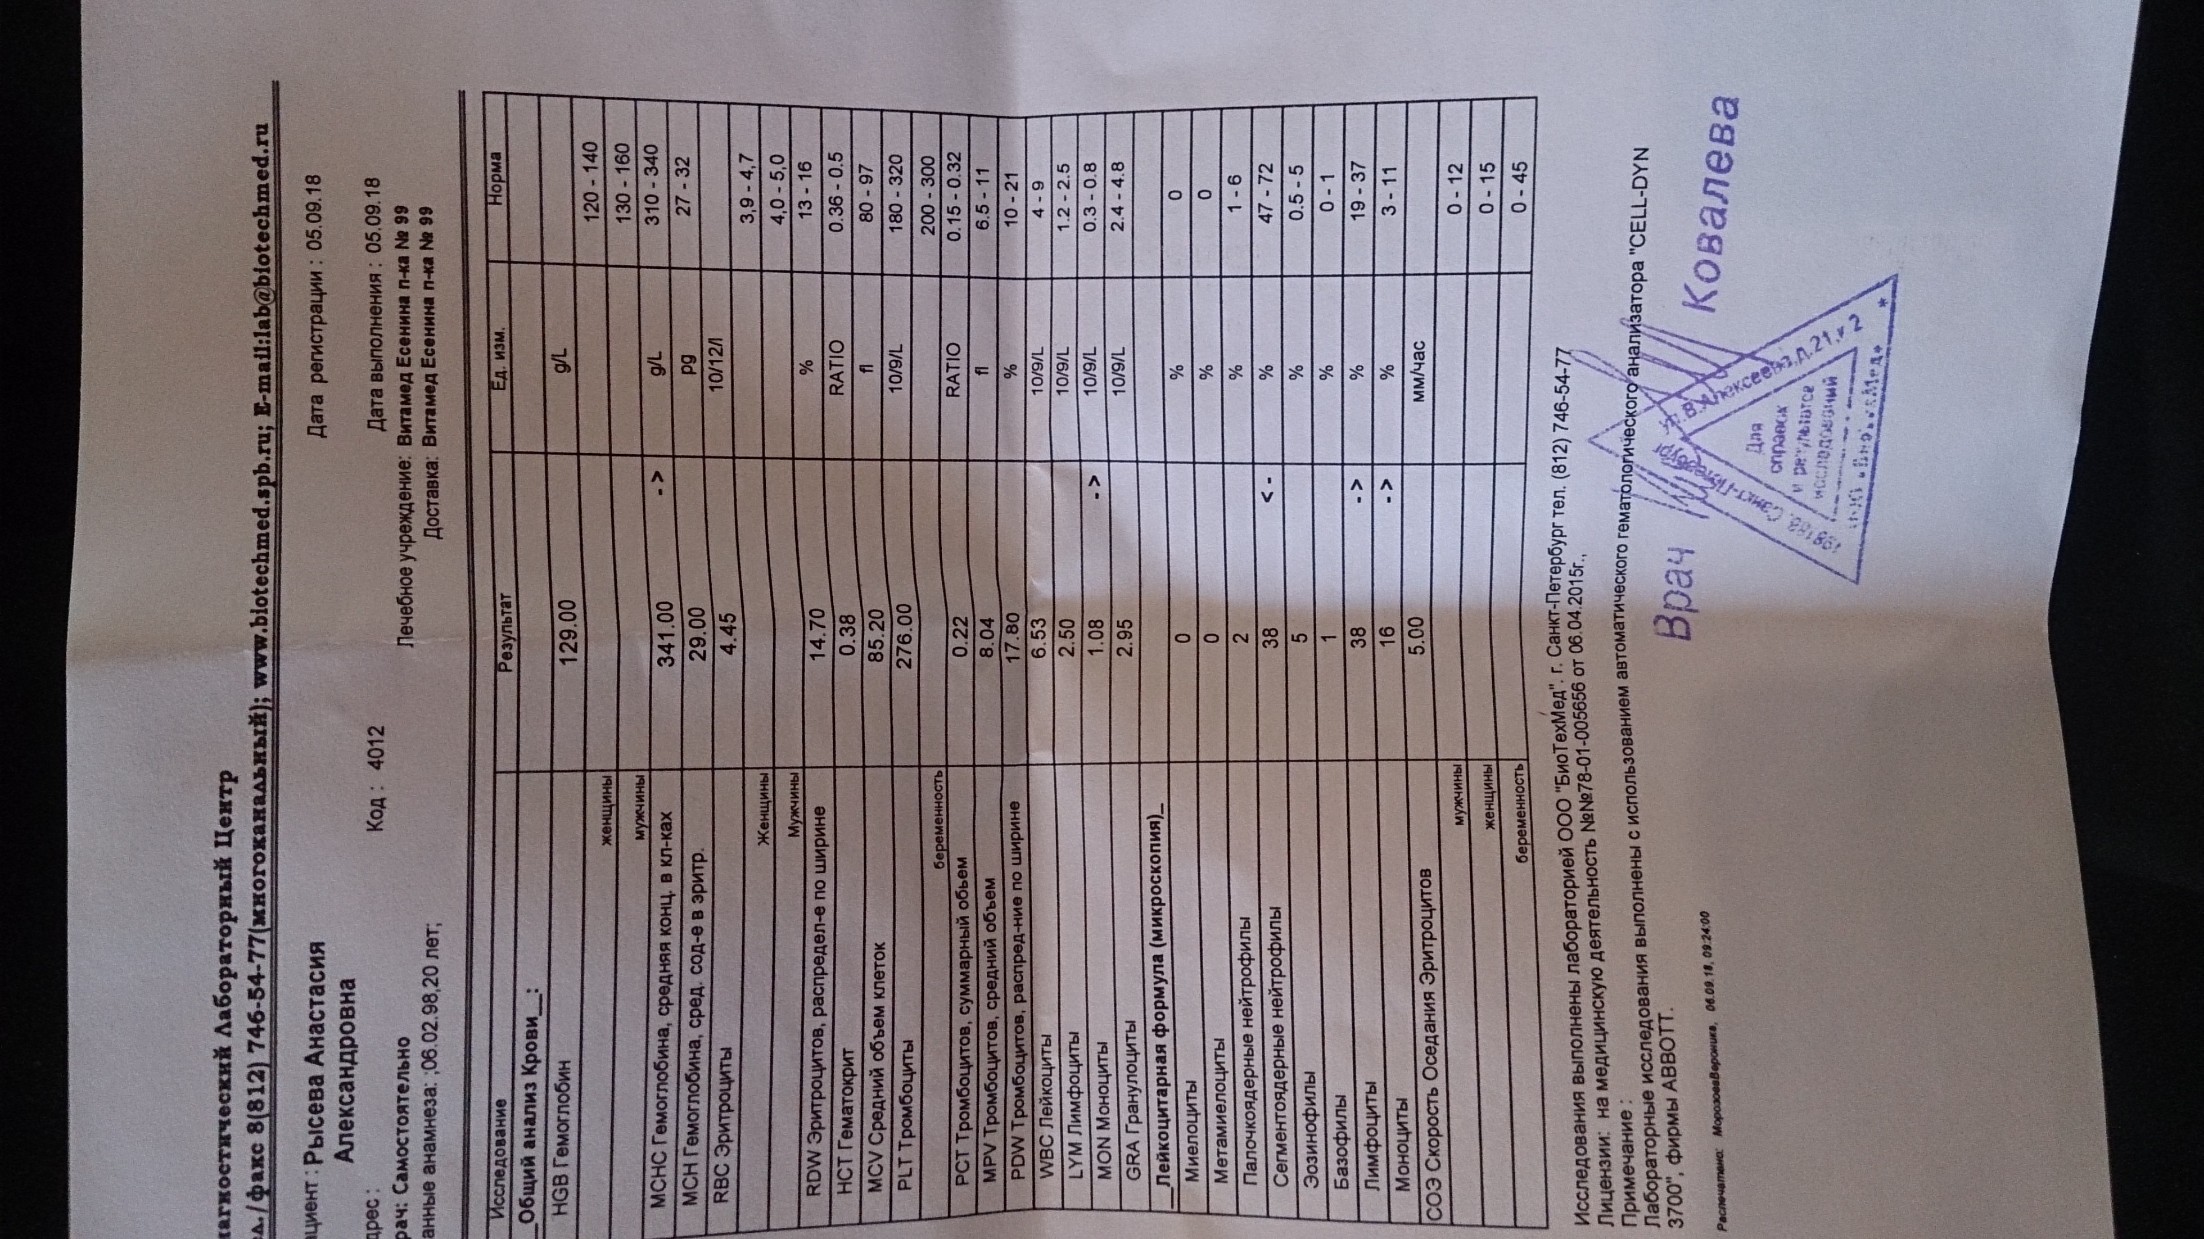 иагностический Лабораторный Центр
ел./факс 8(812) 746-54-77(многоканальный); www.biotechmed.spb.ru; E-mail:lab@biotechmed.ru
ациент : Рысева Анастасия Александровна
Дата регистрации : 05.09.18
дрес :
Код : 4012
Дата выполнения : 05.09.18
рач: Самостоятельно
Лечебное учреждение: Витамед Есенина п-ка № 99
анные анамнеза: ;06.02.98,20 лет;
Доставка: Витамед Есенина п-ка № 99
Исследование Результат Ед. изм. Норма
__Общий анализ Крови__:
HGB Гемоглобин 129.00 g/L
женщины 120 - 140
мужчины 130 - 160
MCHC Гемоглобина, средняя конц. в кл-ках 341.00 -> g/L 310 - 340
MCH Гемоглобина, сред. сод-е в эритр. 29.00 pg 27 - 32
RBC Эритроциты 4.45 10/12/l
Женщины 3,9 - 4,7
Мужчины 4,0 - 5,0
RDW Эритроцитов, распредел-е по ширине 14.70 % 13 - 16
HCT Гематокрит 0.38 RATIO 0.36 - 0.5
MCV Средний объем клеток 85.20 fl 80 - 97
PLT Тромбоциты 276.00 10/9/L 180 - 320
беременность 200 - 300
PCT Тромбоцитов, суммарный обьем 0.22 RATIO 0.15 - 0.32
MPV Тромбоцитов, средний объем 8.04 fl 6.5 - 11
PDW Тромбоцитов, распред-ние по ширине 17.80 % 10 - 21
WBC Лейкоциты 6.53 10/9/L 4 - 9
LYM Лимфоциты 2.50 10/9/L 1.2 - 2.5
MON Моноциты 1.08 -> 10/9/L 0.3 - 0.8
GRA Гранулоциты 2.95 10/9/L 2.4 - 4.8
__Лейкоцитарная формула (микроскопия)_
Миелоциты 0 % 0
Метамиелоциты 0 % 0
Палочкоядерные нейтрофилы 2 % 1 - 6
Сегментоядерные нейтрофилы 38 <- % 47 - 72
Эозинофилы 5 % 0.5 - 5
Базофилы 1 % 0 - 1
Лимфоциты 38 -> % 19 - 37
Моноциты 16 -> % 3 - 11
СОЭ Скорость Оседания Эритроцитов 5.00 мм/час
мужчины 0 - 12
женщины 0 - 15
беременность 0 - 45
Исследования выполнены лабораторией ООО "БиоТехМед". г. Санкт-Петербург тел. (812) 746-54-77
Лицензии: на медицинскую деятельность №№78-01-005656 от 06.04.2015г.,
Примечание :
Лабораторные исследования выполнены с использованием автоматического гематологического анализатора "CELL-DYN
3700", фирмы ABBOTT.
Распечатано: МорозоваВероника, 06.09.18, 09:24:00
Врач Ковалева
Санкт-Петербург
Для
справок
и результатов
исследований